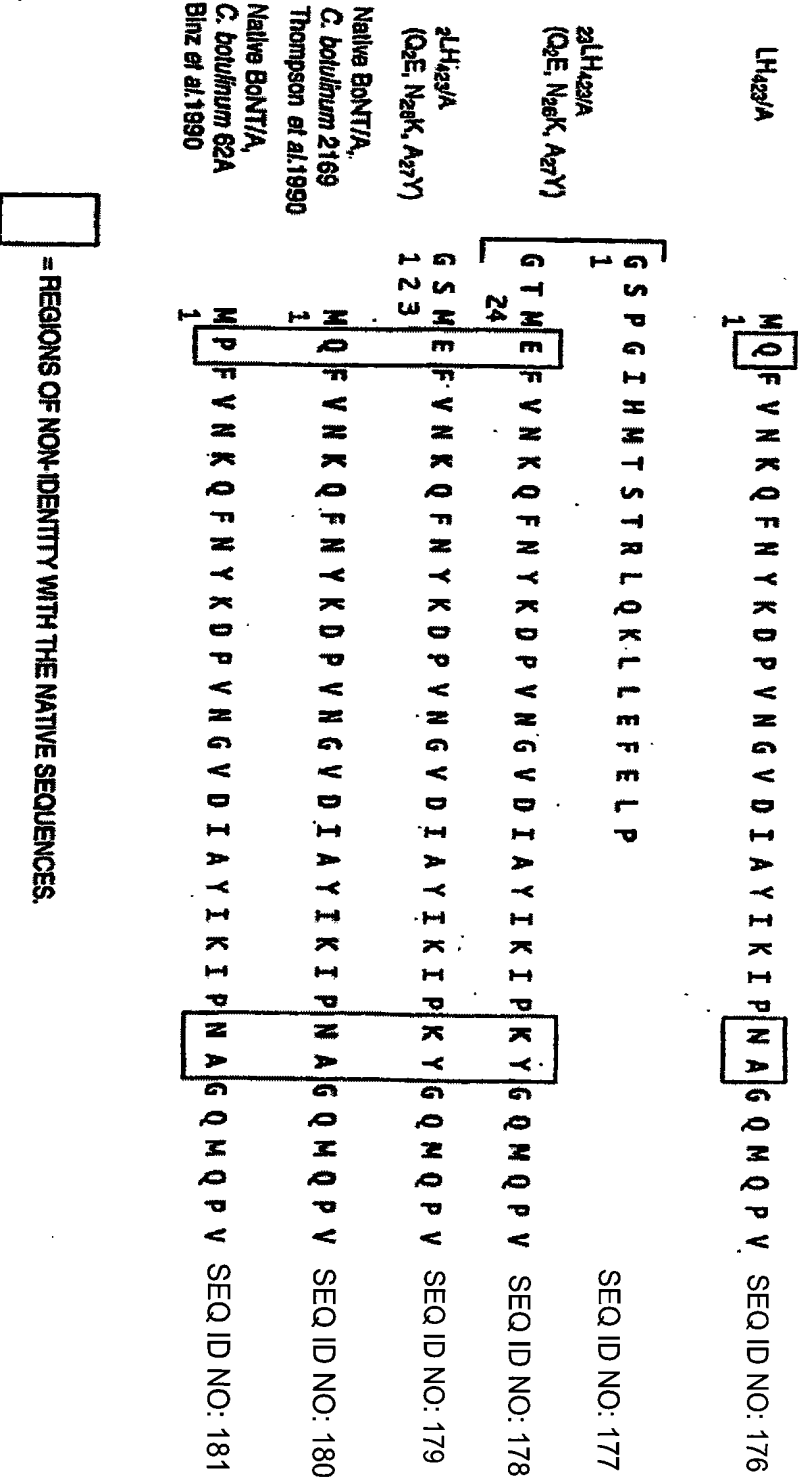 LH423/A M Q F V N K Q F N Y K D P V N G V D I A Y I K I P N A G Q M Q P V SEQ ID NO: 176
1
23LH423/A
(Q2E, N26K, A27Y)
G S P G I H M T S T R L Q K L L E F E L P SEQ ID NO: 177
1
G T M E F V N K Q F N Y K D P V N G V D I A Y I K I P K Y G Q M Q P V SEQ ID NO: 178
24
2LH423/A
(Q2E, N26K, A27Y)
G S M E F V N K Q F N Y K D P V N G V D I A Y I K I P K Y G Q M Q P V SEQ ID NO: 179
1 2 3
Native BoNT/A,
C. botulinum 2169
Thompson et al.1990
M Q F V N K Q F N Y K D P V N G V D I A Y I K I P N A G Q M Q P V SEQ ID NO: 180
1
Native BoNT/A,
C. botulinum 62A
Binz et al.1990
M P F V N K Q F N Y K D P V N G V D I A Y I K I P N A G Q M Q P V SEQ ID NO: 181
1
= REGIONS OF NON-IDENTITY WITH THE NATIVE SEQUENCES.